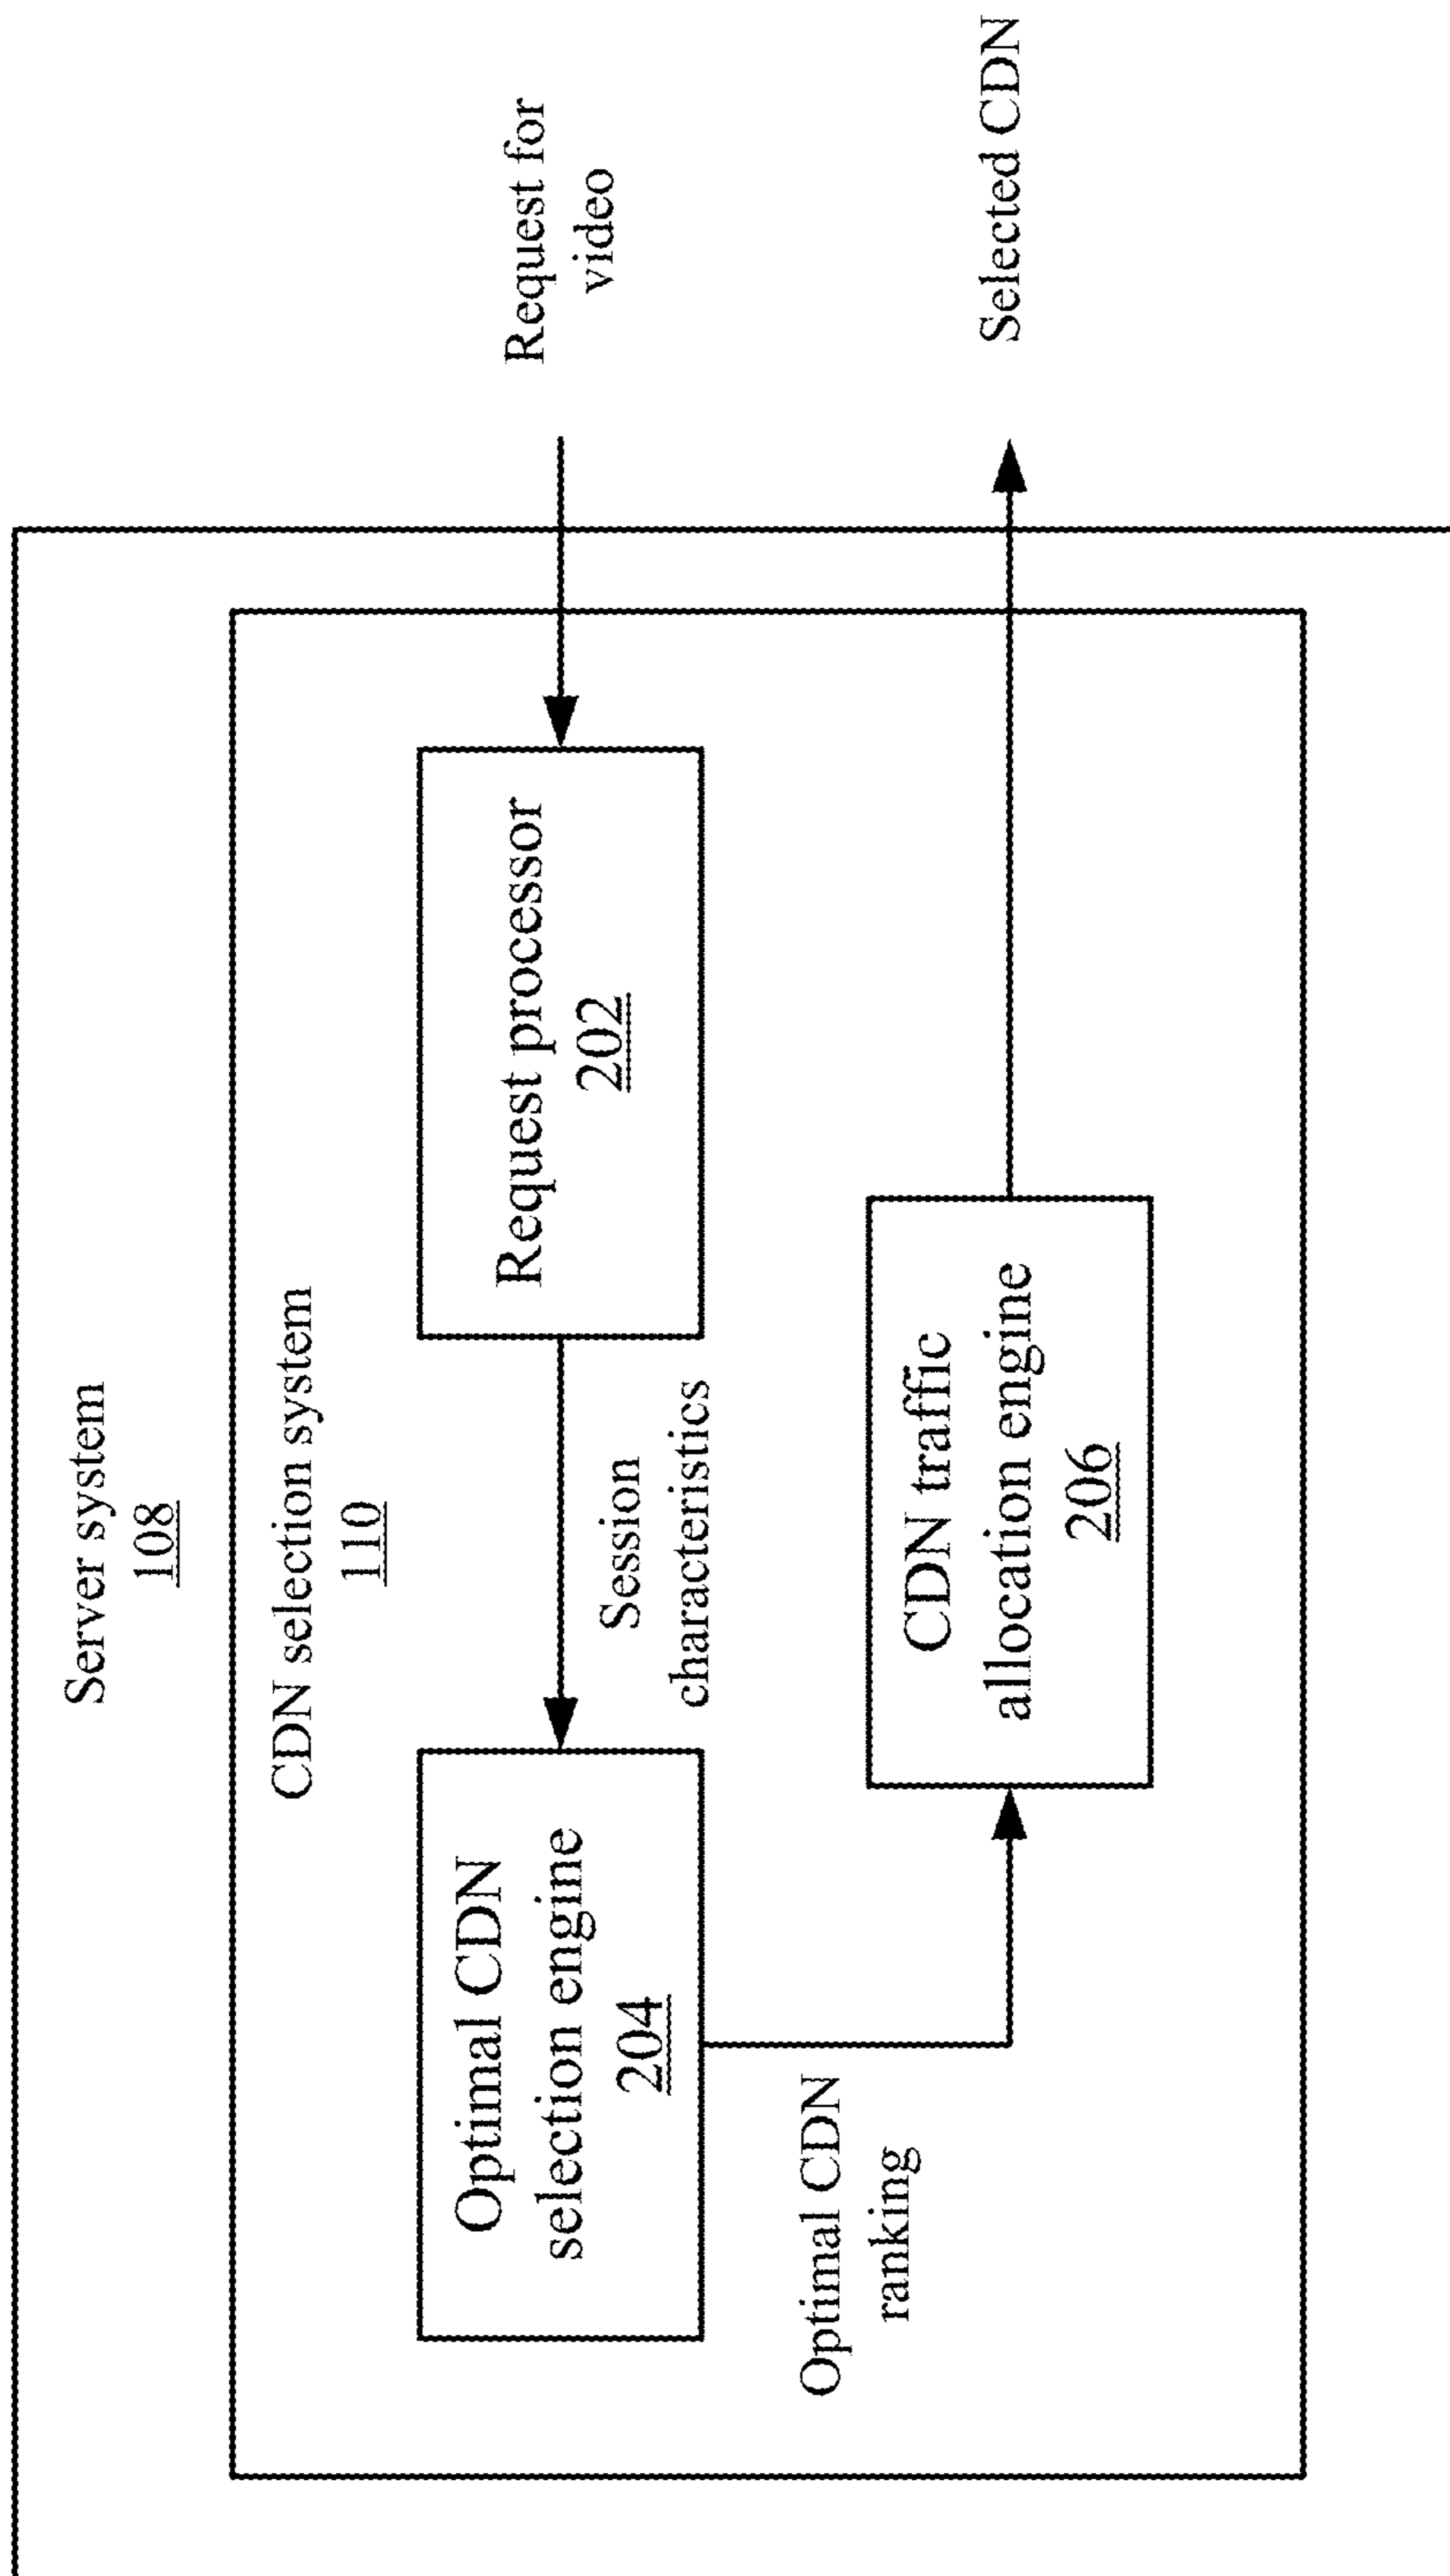 Server system
108
CDN selection system
110
Optimal CDN
selection engine
204
Session
characteristics
Request processor
202
Request for
video
Optimal CDN
ranking
CDN traffic
allocation engine
206
Selected CDN